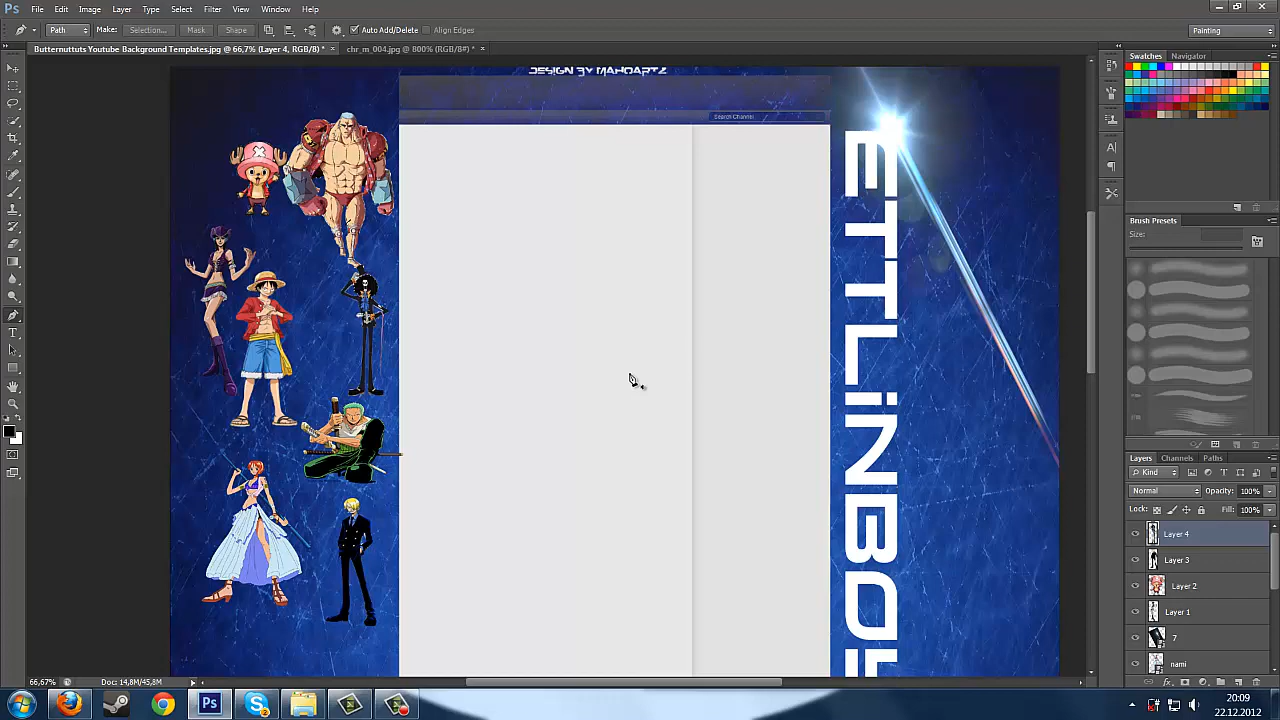 Ps File Edit Image Layer Type Select Filter View Window Help
Path Make: Selection... Mask Shape Auto Add/Delete Align Edges Painting
Butternuttuts Youtube Background Templates.jpg @ 66,7% (Layer 4, RGB/8) * × chr_m_004.jpg @ 800% (RGB/8#) * ×
Swatches Navigator
DESIGN BY MAHOARTZ
Search Channel
ETTLiNBO
Brush Presets
Size:
Layers Channels Paths
Kind
Normal Opacity: 100%
Lock: Fill: 100%
Layer 4
Layer 3
Layer 2
Layer 1
7
nami
66,67% Doc: 14,8M/45,8M
Ps
20:09
22.12.2012